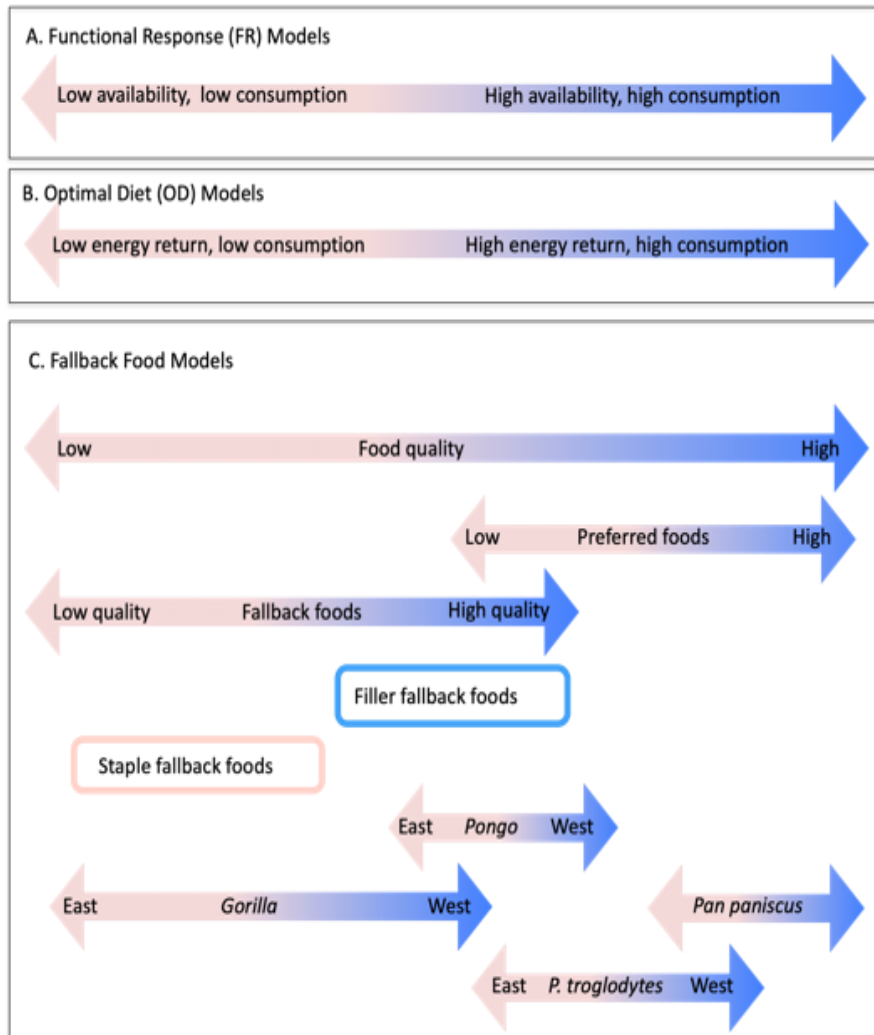 A. Functional Response (FR) Models
Low availability, low consumption High availability, high consumption
B. Optimal Diet (OD) Models
Low energy return, low consumption High energy return, high consumption
C. Fallback Food Models
Low Food quality High
Low Preferred foods High
Low quality Fallback foods High quality
Filler fallback foods
Staple fallback foods
East Pongo West
East Gorilla West Pan paniscus
East P. troglodytes West